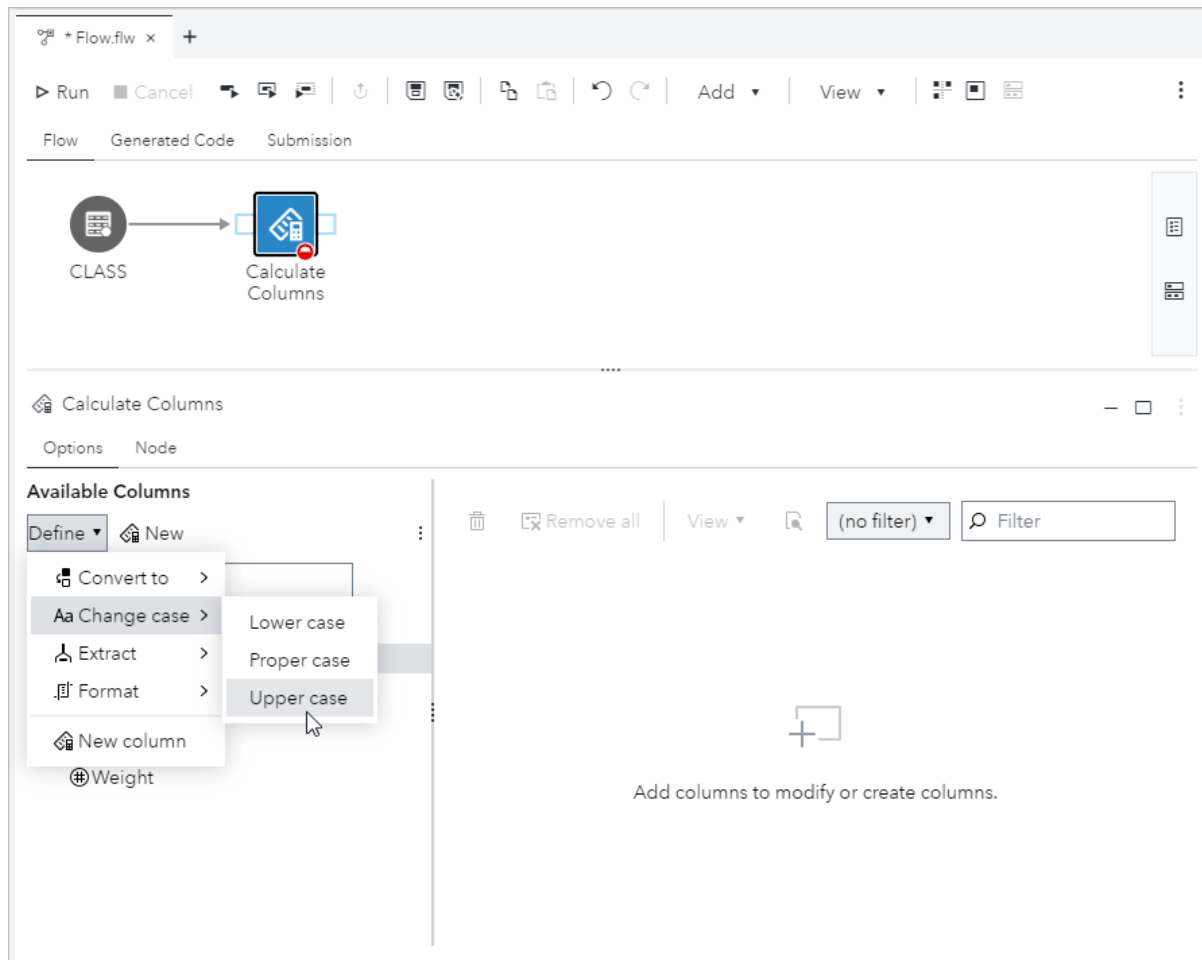 * Flow.flw × +
Run Cancel Add View
Flow Generated Code Submission
CLASS
Calculate
Columns
Calculate Columns
Options Node
Available Columns
Define New
Remove all View (no filter) Filter
Convert to
Aa Change case
Lower case
Extract
Proper case
Format
Upper case
New column
Weight
Add columns to modify or create columns.